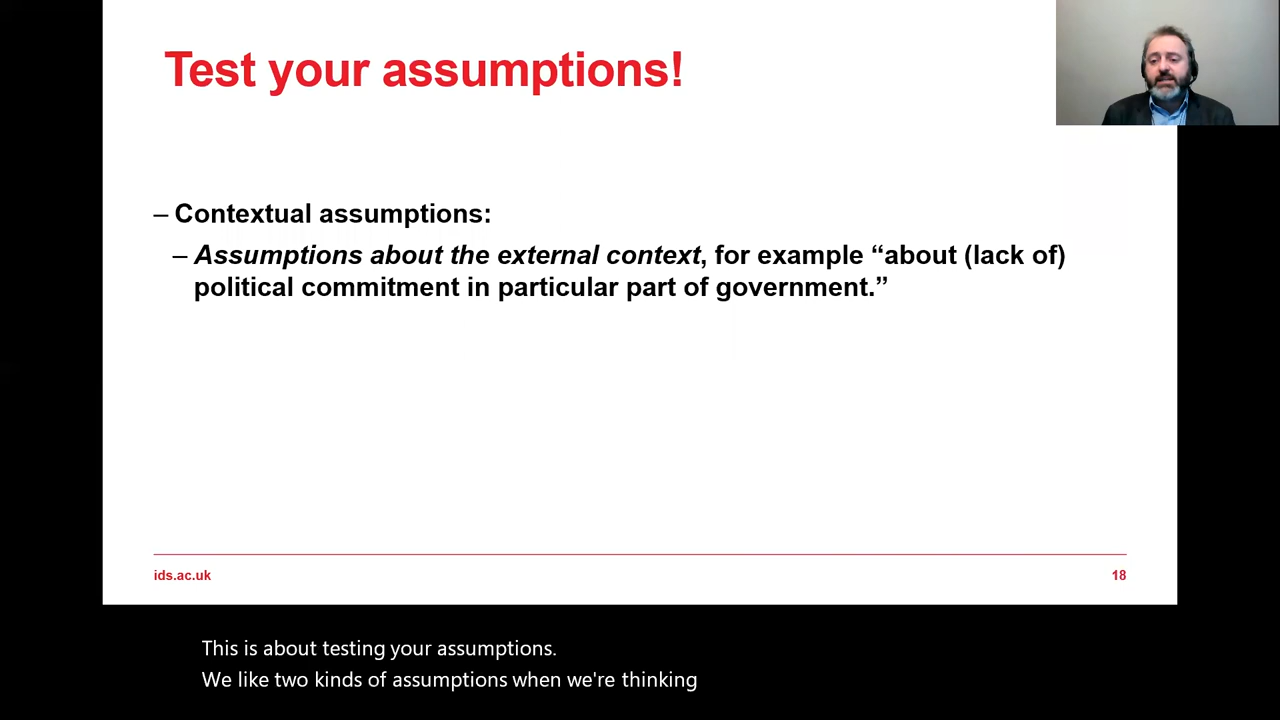 Test your assumptions!
– Contextual assumptions:
– Assumptions about the external context, for example “about (lack of)
political commitment in particular part of government.”
ids.ac.uk
18
This is about testing your assumptions.
We like two kinds of assumptions when we're thinking